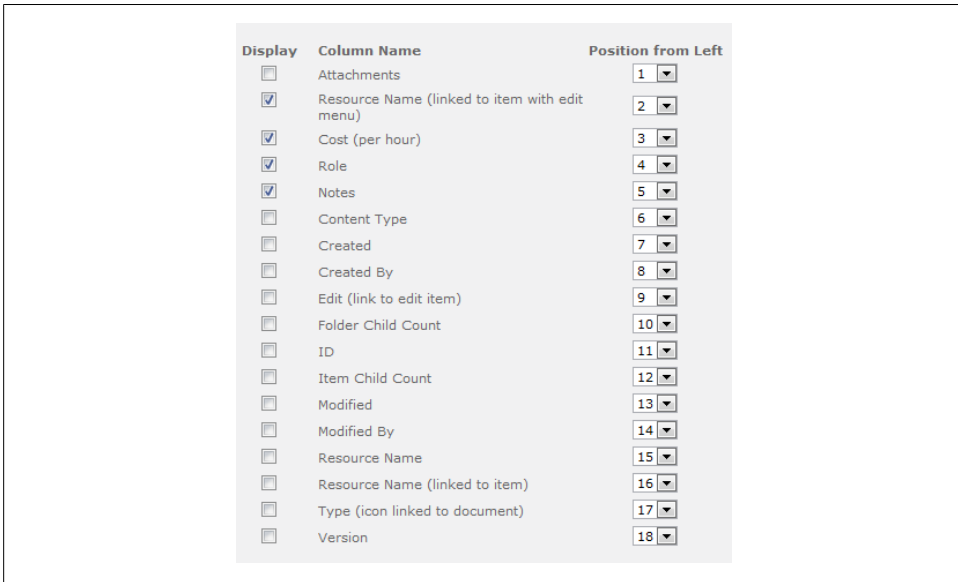 Display Column Name Position from Left
Attachments 1
Resource Name (linked to item with edit
menu) 2
Cost (per hour) 3
Role 4
Notes 5
Content Type 6
Created 7
Created By 8
Edit (link to edit item) 9
Folder Child Count 10
ID 11
Item Child Count 12
Modified 13
Modified By 14
Resource Name 15
Resource Name (linked to item) 16
Type (icon linked to document) 17
Version 18